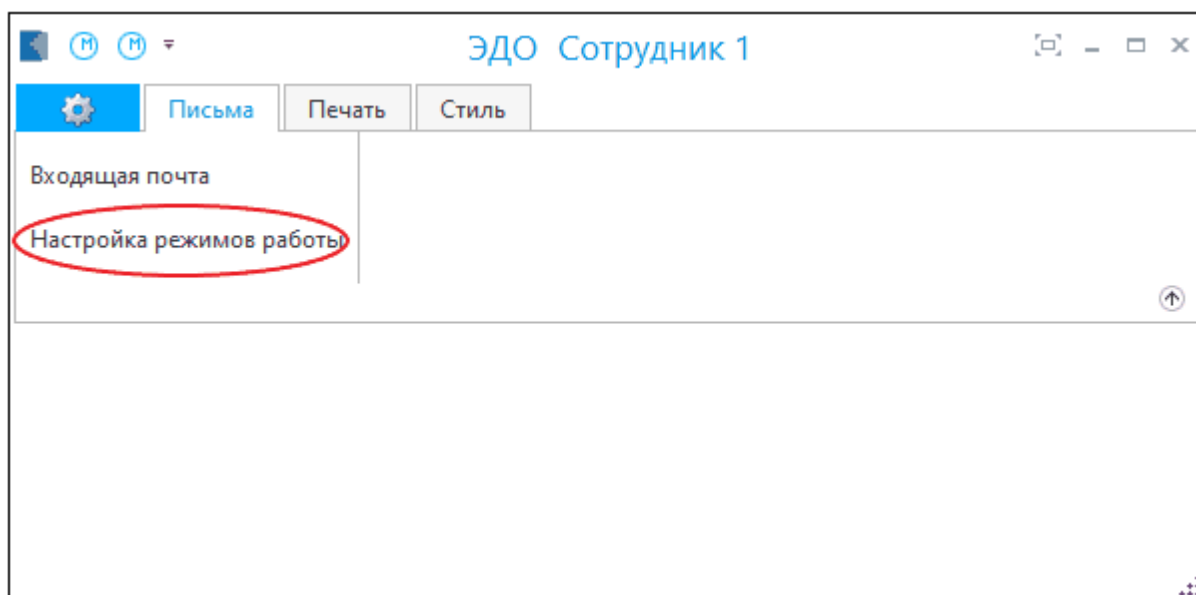 ЭДО Сотрудник 1
Письма Печать Стиль
Входящая почта
Настройка режимов работы